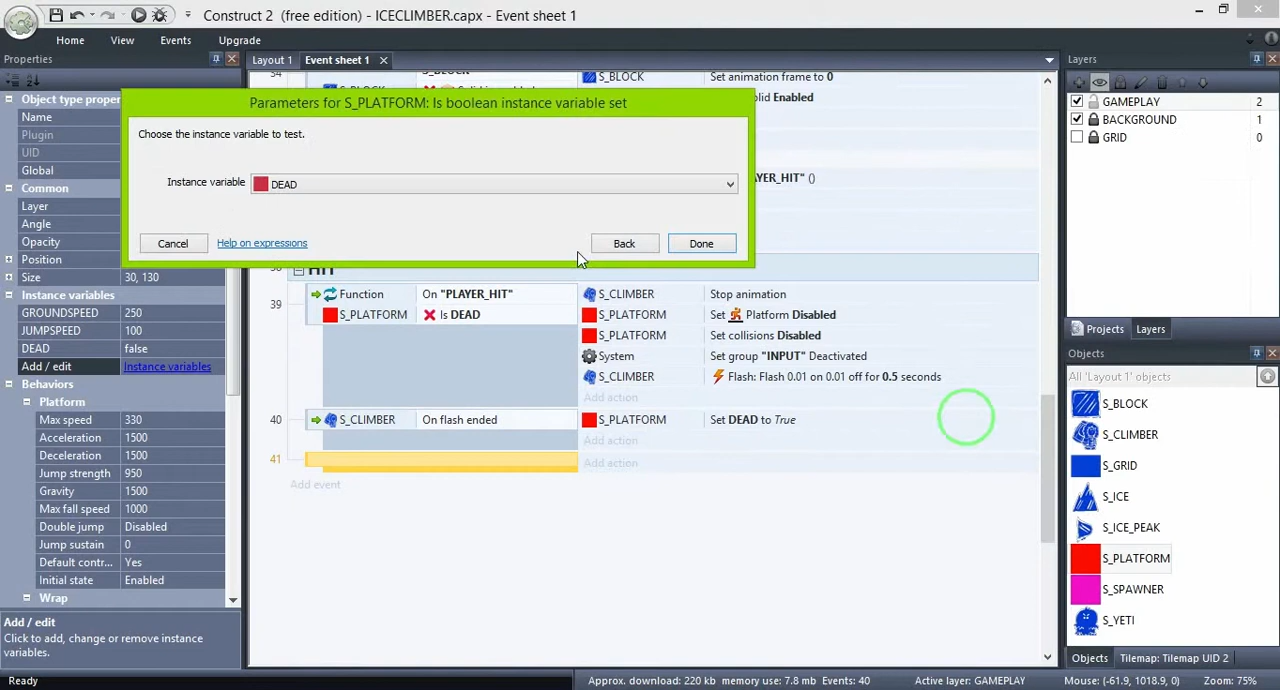 Construct 2 (free edition) - ICECLIMBER.capx - Event sheet 1
Home View Events Upgrade
Properties
Layout 1 Event sheet 1
Layers
Object type proper
Name
Plugin
UID
Global
Common
Layer
Angle
Opacity
Position
Size 30, 130
Instance variables
GROUNDSPEED 250
JUMPSPEED 100
DEAD false
Add / edit Instance variables
Behaviors
Platform
Max speed 330
Acceleration 1500
Deceleration 1500
Jump strength 950
Gravity 1500
Max fall speed 1000
Double jump Disabled
Jump sustain 0
Default contr... Yes
Initial state Enabled
Wrap
Add / edit
Click to add, change or remove instance
variables.
S_BLOCK Set animation frame to 0
olid Enabled
Parameters for S_PLATFORM: Is boolean instance variable set
Choose the instance variable to test.
Instance variable DEAD
Cancel Help on expressions Back Done
AYER_HIT" ()
HIT
39
Function On "PLAYER_HIT" S_CLIMBER Stop animation
S_PLATFORM Is DEAD S_PLATFORM Set Platform Disabled
S_PLATFORM Set collisions Disabled
System Set group "INPUT" Deactivated
S_CLIMBER Flash: Flash 0.01 on 0.01 off for 0.5 seconds
Add action
40 S_CLIMBER On flash ended S_PLATFORM Set DEAD to True
Add action
41 Add action
Add event
GAMEPLAY 2
BACKGROUND 1
GRID 0
Projects Layers
Objects
All 'Layout 1' objects
S_BLOCK
S_CLIMBER
S_GRID
S_ICE
S_ICE_PEAK
S_PLATFORM
S_SPAWNER
S_YETI
Objects Tilemap: Tilemap UID 2
Ready Approx. download: 220 kb memory use: 7.8 mb Events: 40 Active layer: GAMEPLAY Mouse: (-61.9, 1018.9, 0) Zoom: 75%